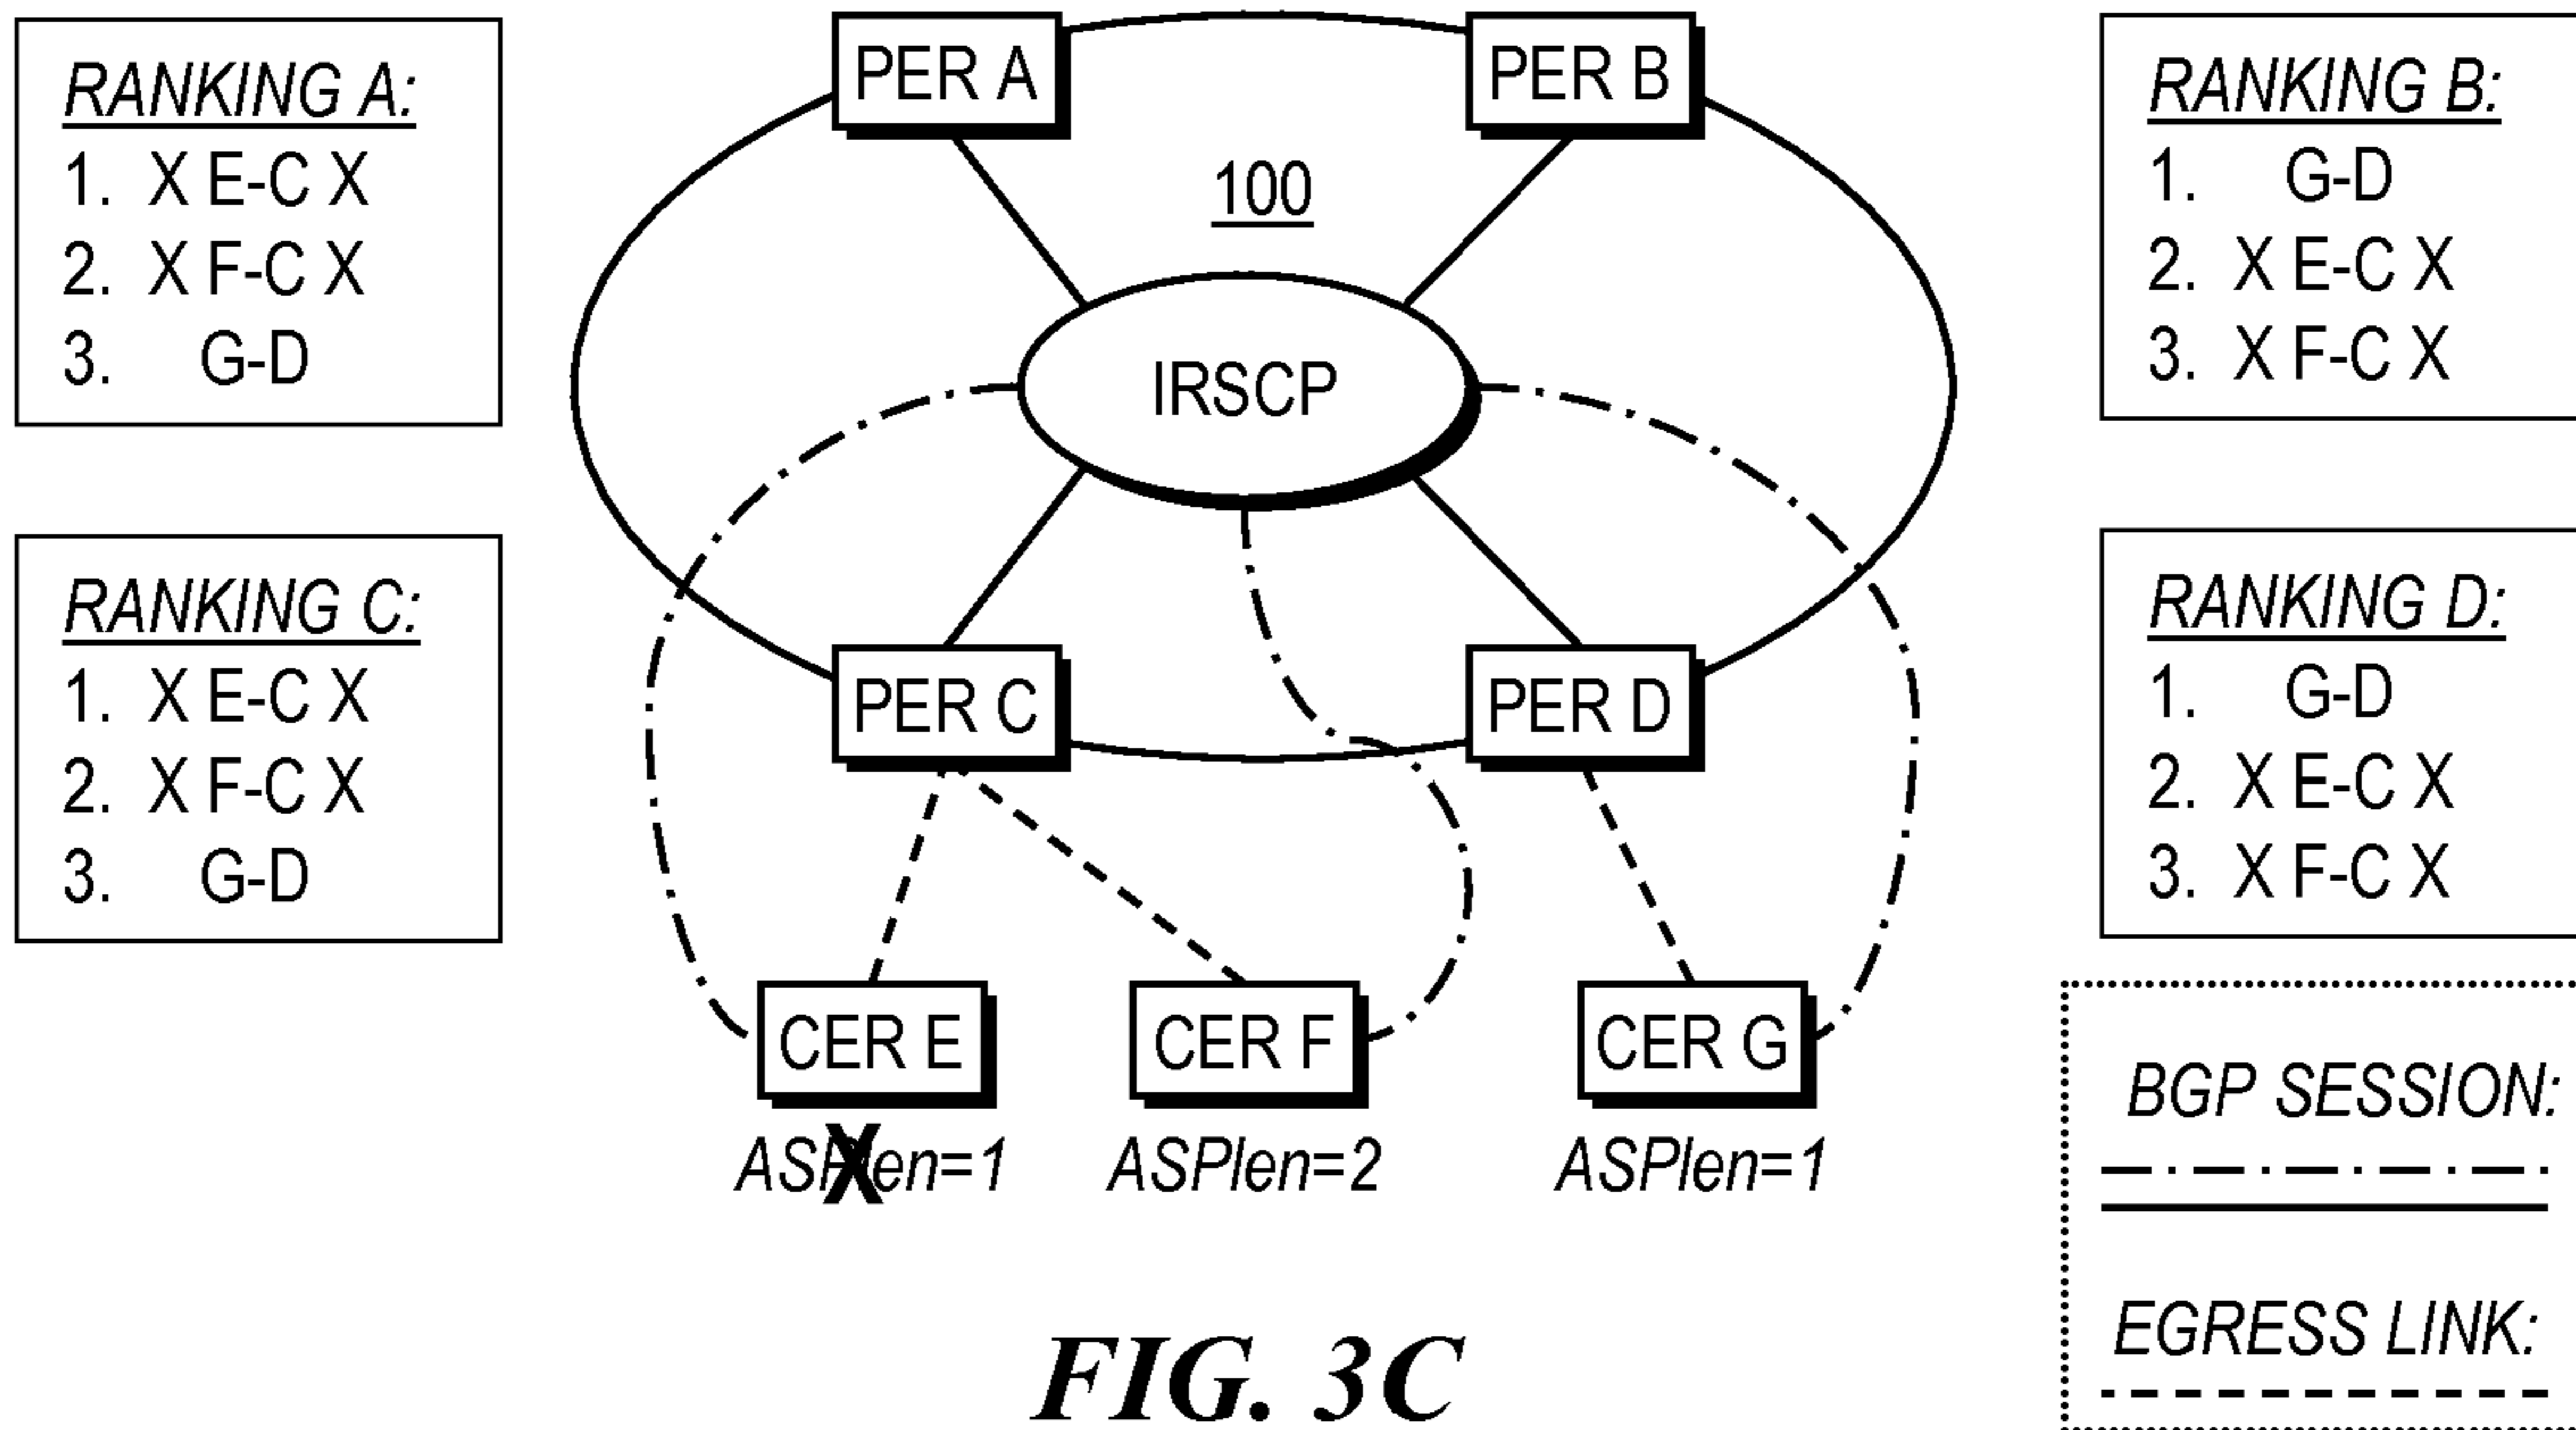 RANKING A:
1. X E-C X
2. X F-C X
3. G-D
RANKING C:
1. X E-C X
2. X F-C X
3. G-D
PER A
PER B
100
IRSCP
PER C
PER D
CER E
CER F
CER G
ASPlen=1
X
ASPlen=2
ASPlen=1
RANKING B:
1. G-D
2. X E-C X
3. X F-C X
RANKING D:
1. G-D
2. X E-C X
3. X F-C X
BGP SESSION:
EGRESS LINK:
FIG. 3C